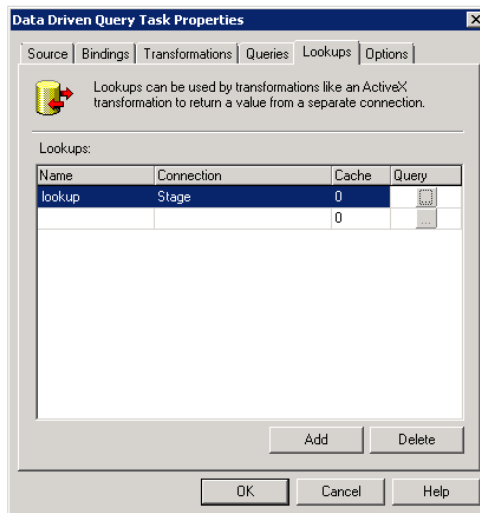 Data Driven Query Task Properties
Source Bindings Transformations Queries Lookups Options
Lookups can be used by transformations like an ActiveX
transformation to return a value from a separate connection.
Lookups:
Name Connection Cache Query
lookup Stage 0 ...
0 ...
Add Delete
OK Cancel Help